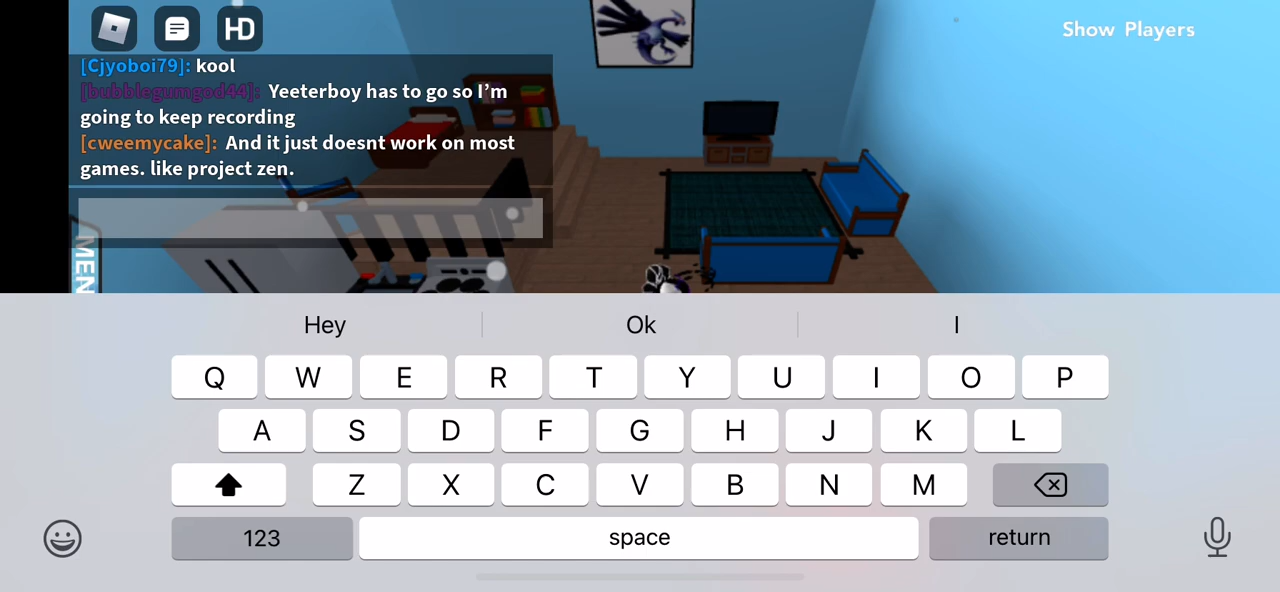 HD
Show Players
[Cjyoboi79]: kool
[bubblegumgod44]: Yeeterboy has to go so I'm
going to keep recording
[cweemycake]: And it just doesnt work on most
games. like project zen.
MEN
Hey Ok I
Q W E R T Y U I O P
A S D F G H J K L
Z X C V B N M
123 space return